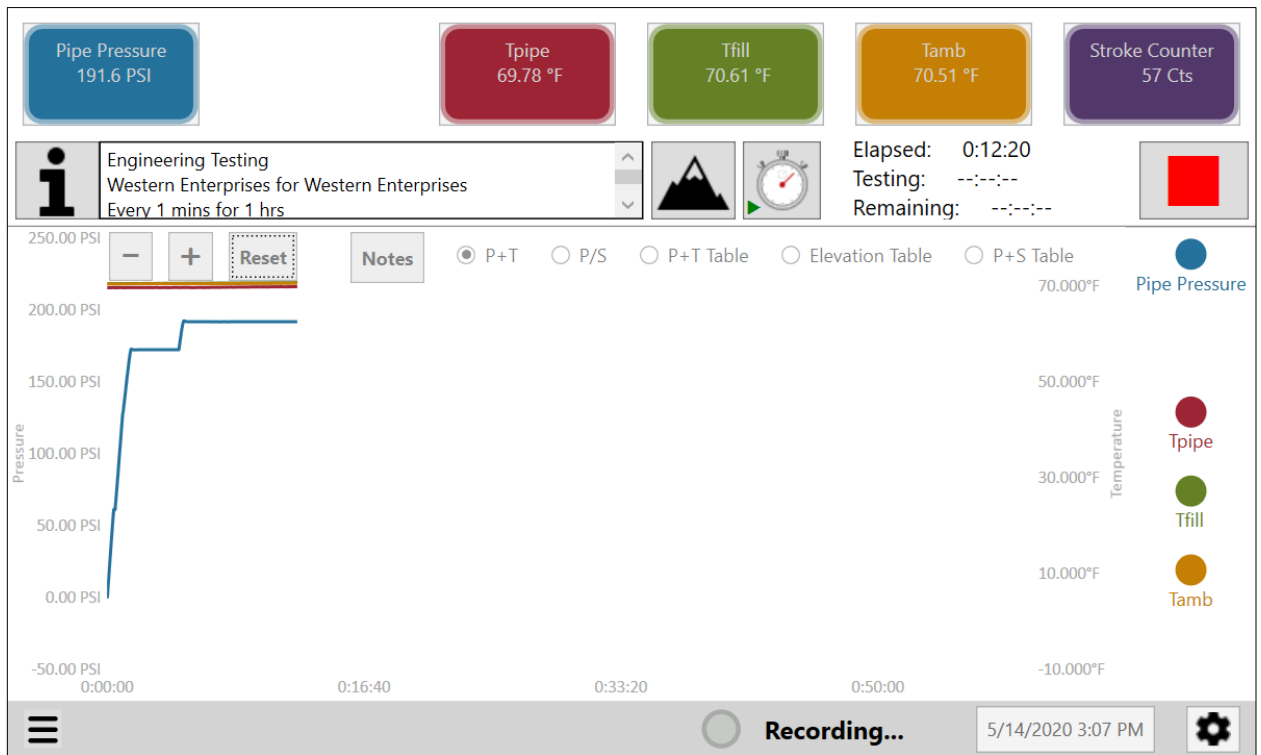 Pipe Pressure
191.6 PSI
Tpipe
69.78 °F
Tfill
70.61 °F
Tamb
70.51 °F
Stroke Counter
57 Cts
Engineering Testing
Western Enterprises for Western Enterprises
Every 1 mins for 1 hrs
Elapsed: 0:12:20
Testing: --:--:--
Remaining: --:--:--
− + Reset Notes P+T P/S P+T Table Elevation Table P+S Table
250.00 PSI
200.00 PSI
150.00 PSI
100.00 PSI
50.00 PSI
0.00 PSI
-50.00 PSI
Pressure
0:00:00 0:16:40 0:33:20 0:50:00
70.000°F
50.000°F
30.000°F
10.000°F
-10.000°F
Temperature
Pipe Pressure
Tpipe
Tfill
Tamb
Recording...
5/14/2020 3:07 PM